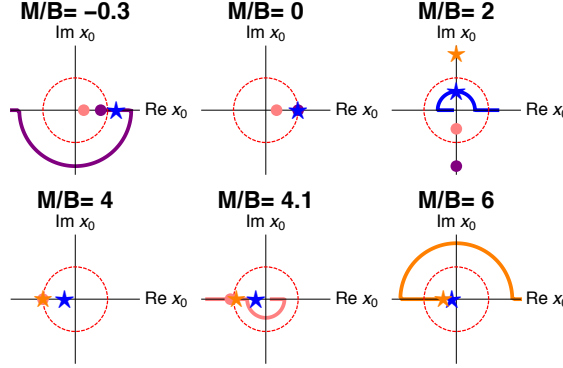 M/B= −0.3
M/B= 0
M/B= 2
Im x₀
Im x₀
Im x₀
Re x₀
Re x₀
Re x₀
M/B= 4
M/B= 4.1
M/B= 6
Im x₀
Im x₀
Im x₀
Re x₀
Re x₀
Re x₀